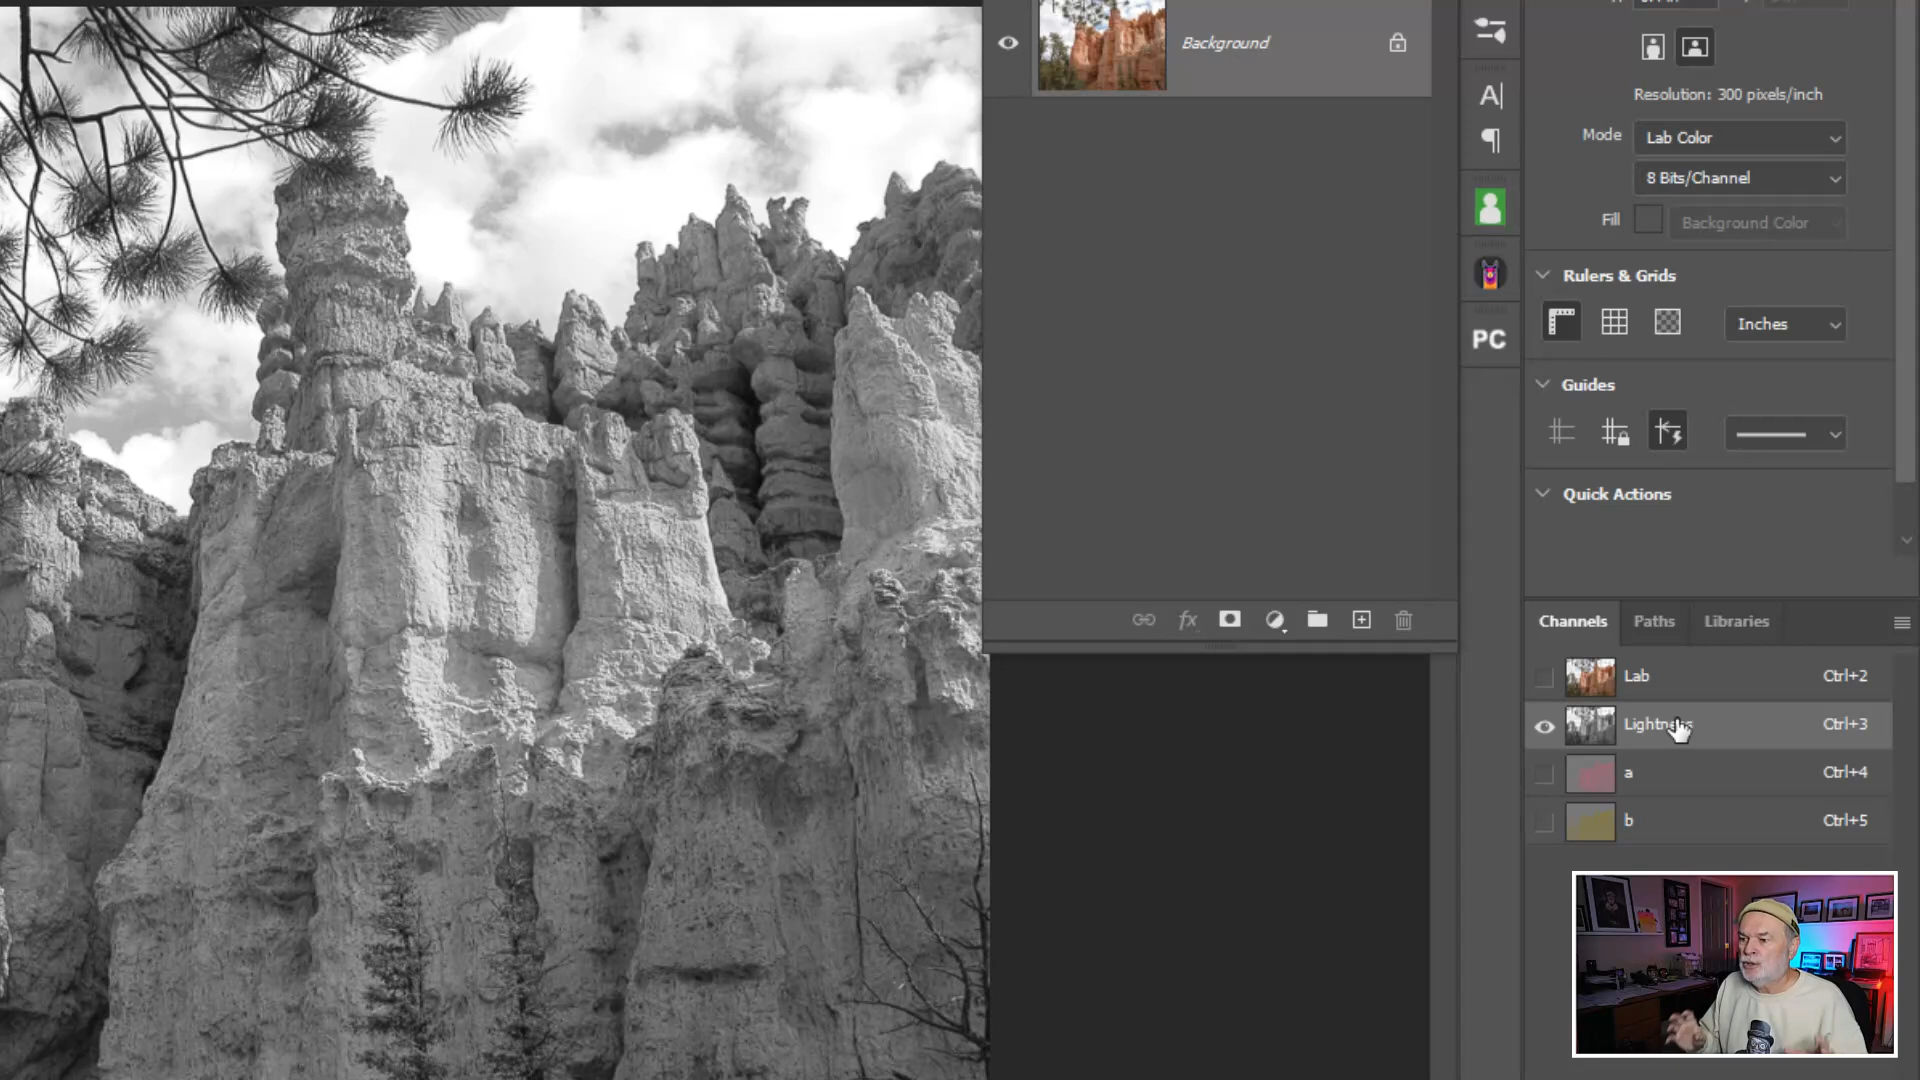 Background
A|
¶
PC
Resolution: 300 pixels/inch
Mode
Lab Color
8 Bits/Channel
Fill
Background Color
Rulers & Grids
Inches
Guides
Quick Actions
fx
Channels
Paths
Libraries
Lab
Ctrl+2
Lightness
Ctrl+3
a
Ctrl+4
b
Ctrl+5